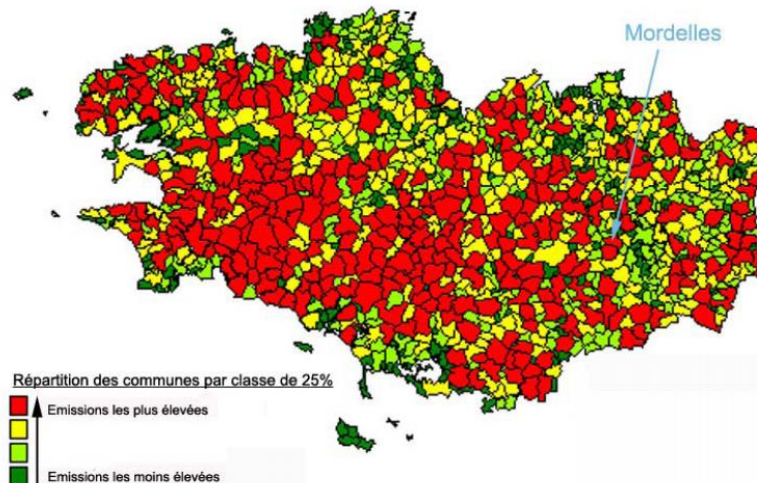 Mordelles
Répartition des communes par classe de 25%
Emissions les plus élevées
Emissions les moins élevées